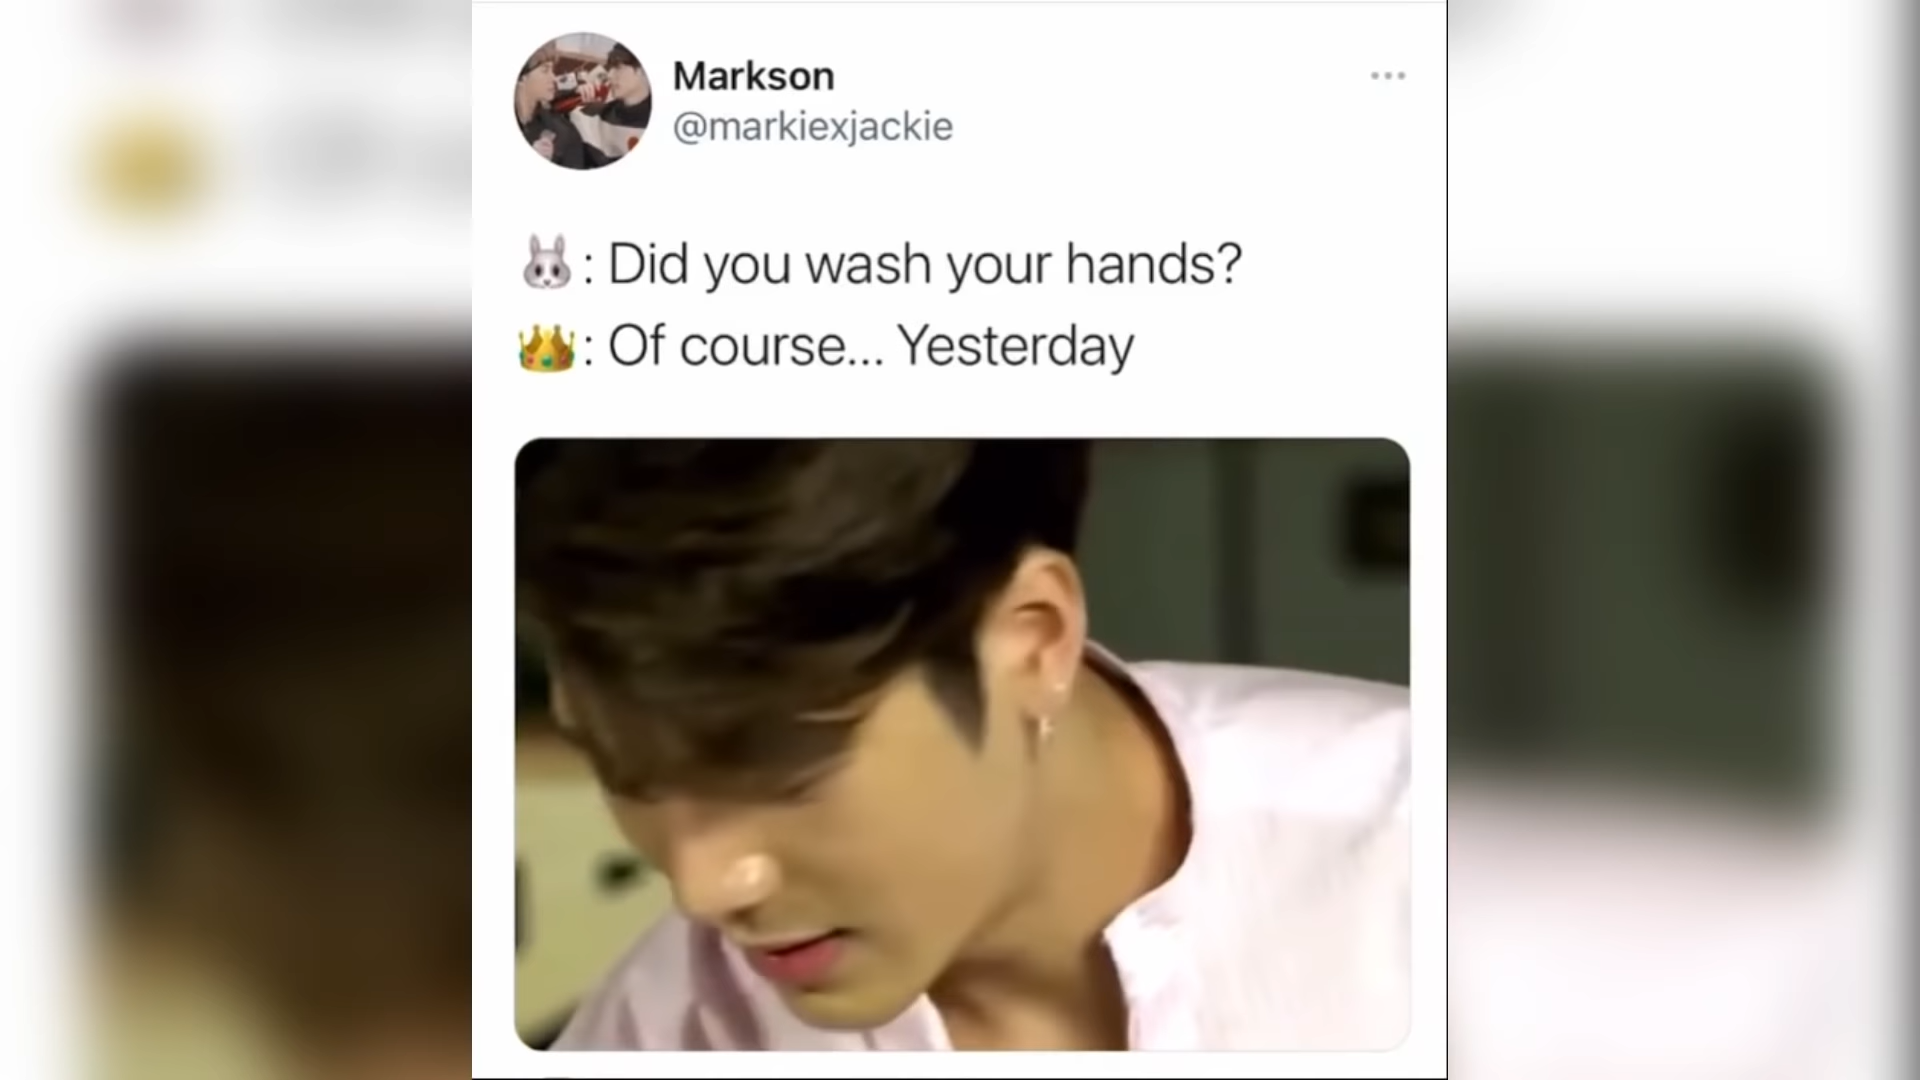 Markson
@markiexjackie
🐰: Did you wash your hands?
👑: Of course... Yesterday